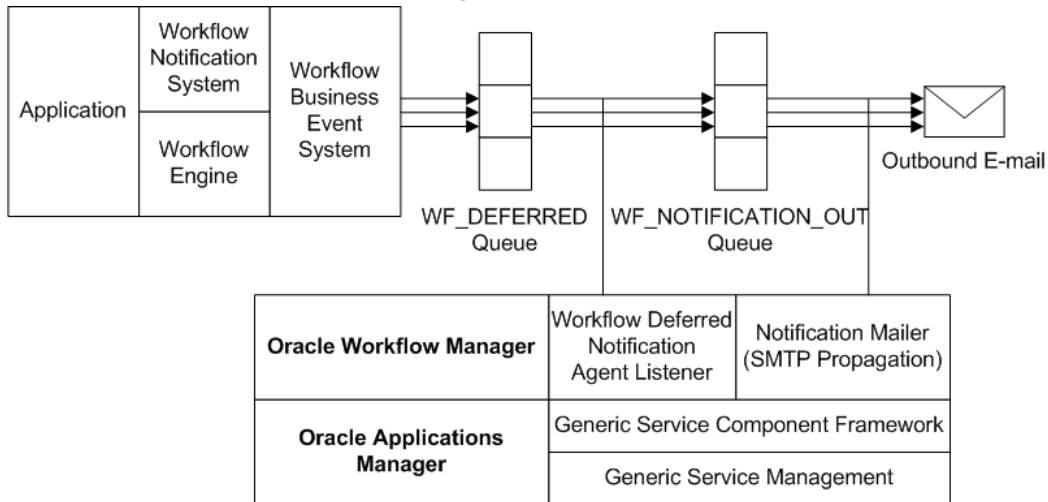 Application
Workflow
Notification
System
Workflow
Engine
Workflow
Business
Event
System
WF_DEFERRED
Queue
WF_NOTIFICATION_OUT
Queue
Outbound E-mail
Oracle Workflow Manager
Workflow Deferred
Notification
Agent Listener
Notification Mailer
(SMTP Propagation)
Oracle Applications
Manager
Generic Service Component Framework
Generic Service Management